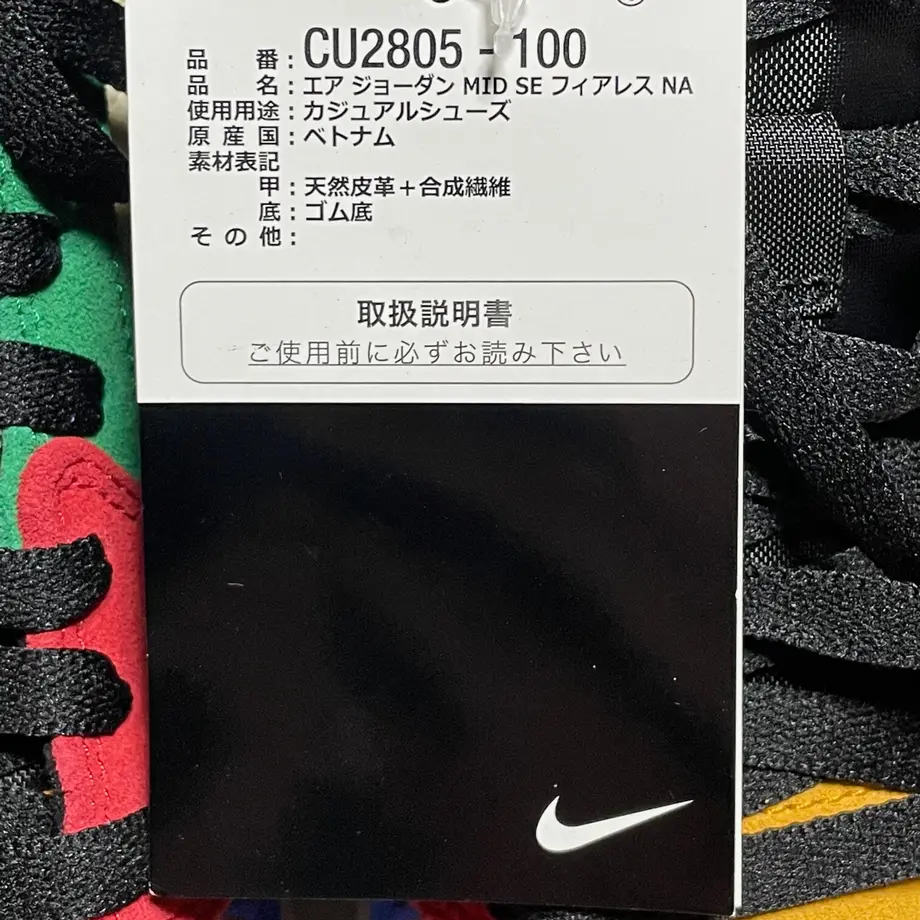 品 番 : CU2805 - 100
品 名 : エア ジョーダン MID SE フィアレス NA
使用用途 : カジュアルシューズ
原 産 国 : ベトナム
素材表記
甲 : 天然皮革+合成繊維
底 : ゴム底
そ の 他 :
取扱説明書
ご使用前に必ずお読み下さい